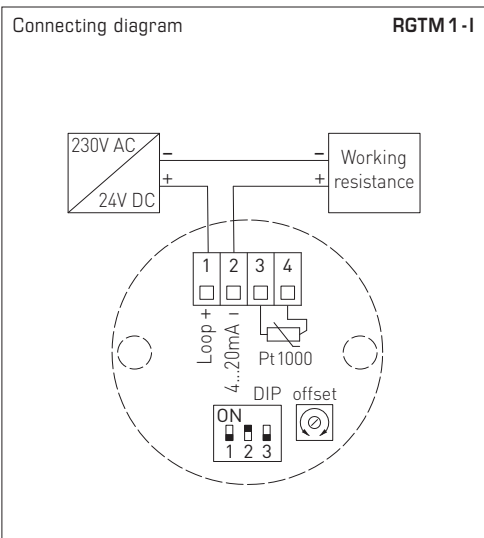 Connecting diagram RGTM 1 - I
230V AC
24V DC
–
+
–
+
Working
resistance
1 2 3 4
Loop +
4...20mA –
Pt1000
DIP offset
ON
1 2 3